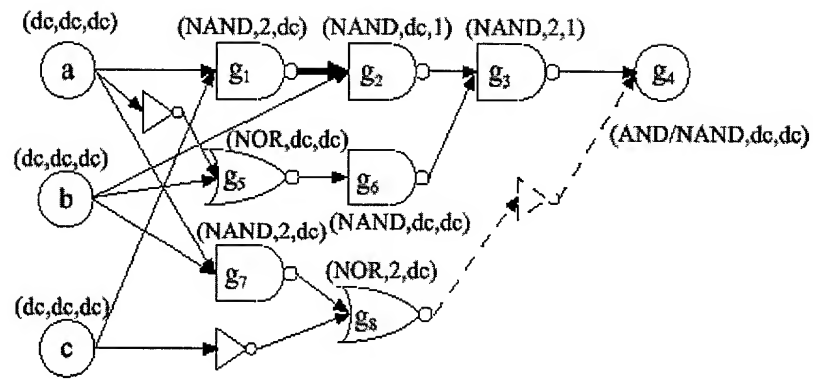 (dc,dc,dc)
(NAND,2,dc) (NAND,dc,1) (NAND,2,1)
a
g1
g2
g3
g4
(AND/NAND,dc,dc)
(NOR,dc,dc)
(dc,dc,dc)
b
g5
g6
(NAND,2,dc)
(NAND,dc,dc)
g7
(NOR,2,dc)
(dc,dc,dc)
g8
c